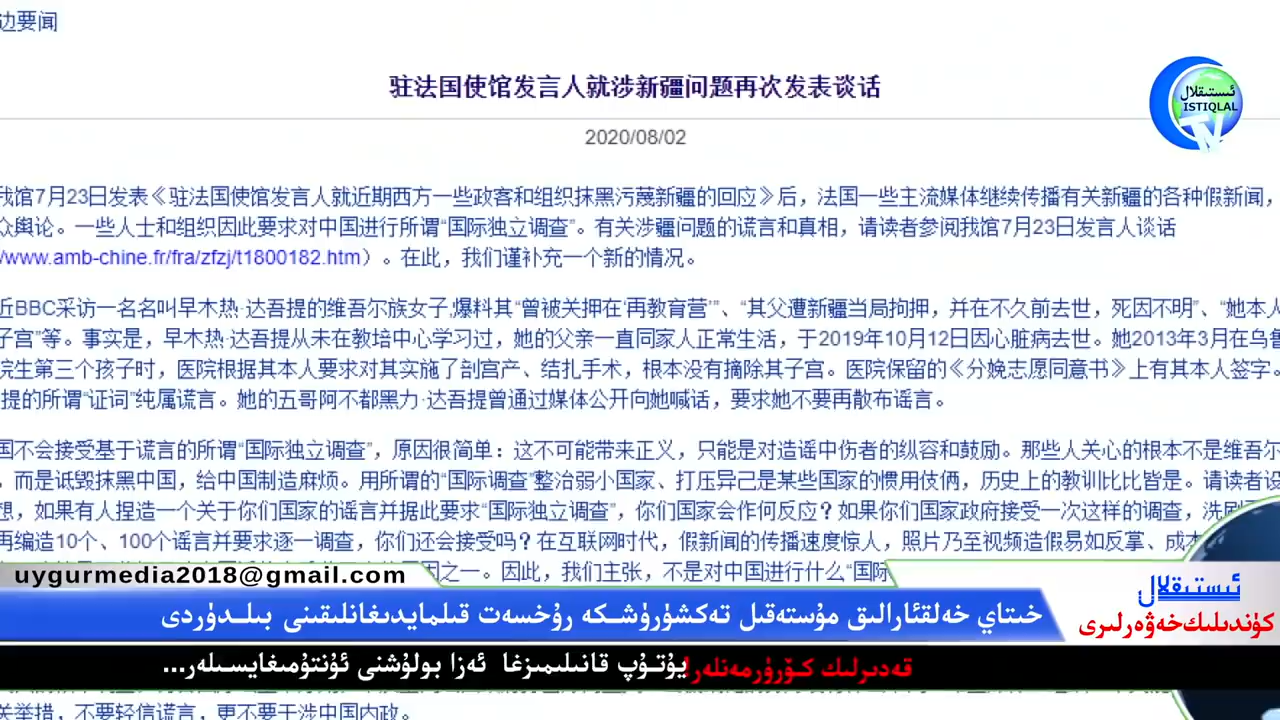 边要闻
驻法国使馆发言人就涉新疆问题再次发表谈话
2020/08/02
ئىستىقلال
ISTIQLAL
TV
我馆7月23日发表《驻法国使馆发言人就近期西方一些政客和组织抹黑污蔑新疆的回应》后，法国一些主流媒体继续传播有关新疆的各种假新闻，
众舆论。一些人士和组织因此要求对中国进行所谓“国际独立调查”。有关涉疆问题的谎言和真相，请读者参阅我馆7月23日发言人谈话
/www.amb-chine.fr/fra/zfzj/t1800182.htm）。在此，我们谨补充一个新的情况。
近BBC采访一名名叫早木热·达吾提的维吾尔族女子,爆料其“曾被关押在‘再教育营’”、“其父遭新疆当局拘押，并在不久前去世，死因不明”、“她本人
子宫”等。事实是，早木热·达吾提从未在教培中心学习过，她的父亲一直同家人正常生活，于2019年10月12日因心脏病去世。她2013年3月在乌鲁
院生第三个孩子时，医院根据其本人要求对其实施了剖宫产、结扎手术，根本没有摘除其子宫。医院保留的《分娩志愿同意书》上有其本人签字。
提的所谓“证词”纯属谎言。她的五哥阿不都黑力·达吾提曾通过媒体公开向她喊话，要求她不要再散布谣言。
国不会接受基于谎言的所谓“国际独立调查”，原因很简单：这不可能带来正义，只能是对造谣中伤者的纵容和鼓励。那些人关心的根本不是维吾尔
，而是诋毁抹黑中国，给中国制造麻烦。用所谓的“国际调查”整治弱小国家、打压异己是某些国家的惯用伎俩，历史上的教训比比皆是。请读者设
想，如果有人捏造一个关于你们国家的谣言并据此要求“国际独立调查”，你们国家会作何反应？如果你们国家政府接受一次这样的调查，洗刷
再编造10个、100个谣言并要求逐一调查，你们还会接受吗？在互联网时代，假新闻的传播速度惊人，照片乃至视频造假易如反掌、成本
因之一。因此，我们主张，不是对中国进行什么“国际
uygurmedia2018@gmail.com
ئىستىقلال
كۈندىلىك خەۋەرلىرى
خىتاي خەلقئارالىق مۇستەقىل تەكشۈرۈشكە رۇخسەت قىلمايدىغانلىقىنى بىلدۈردى
قەدىرلىك كۆرۈرمەنلەر يۇتۇپ قانىلىمىزغا ئەزا بولۇشنى ئۇنتۇمىغايسىلەر...
关举措，不要轻信谎言，更不要干涉中国内政。